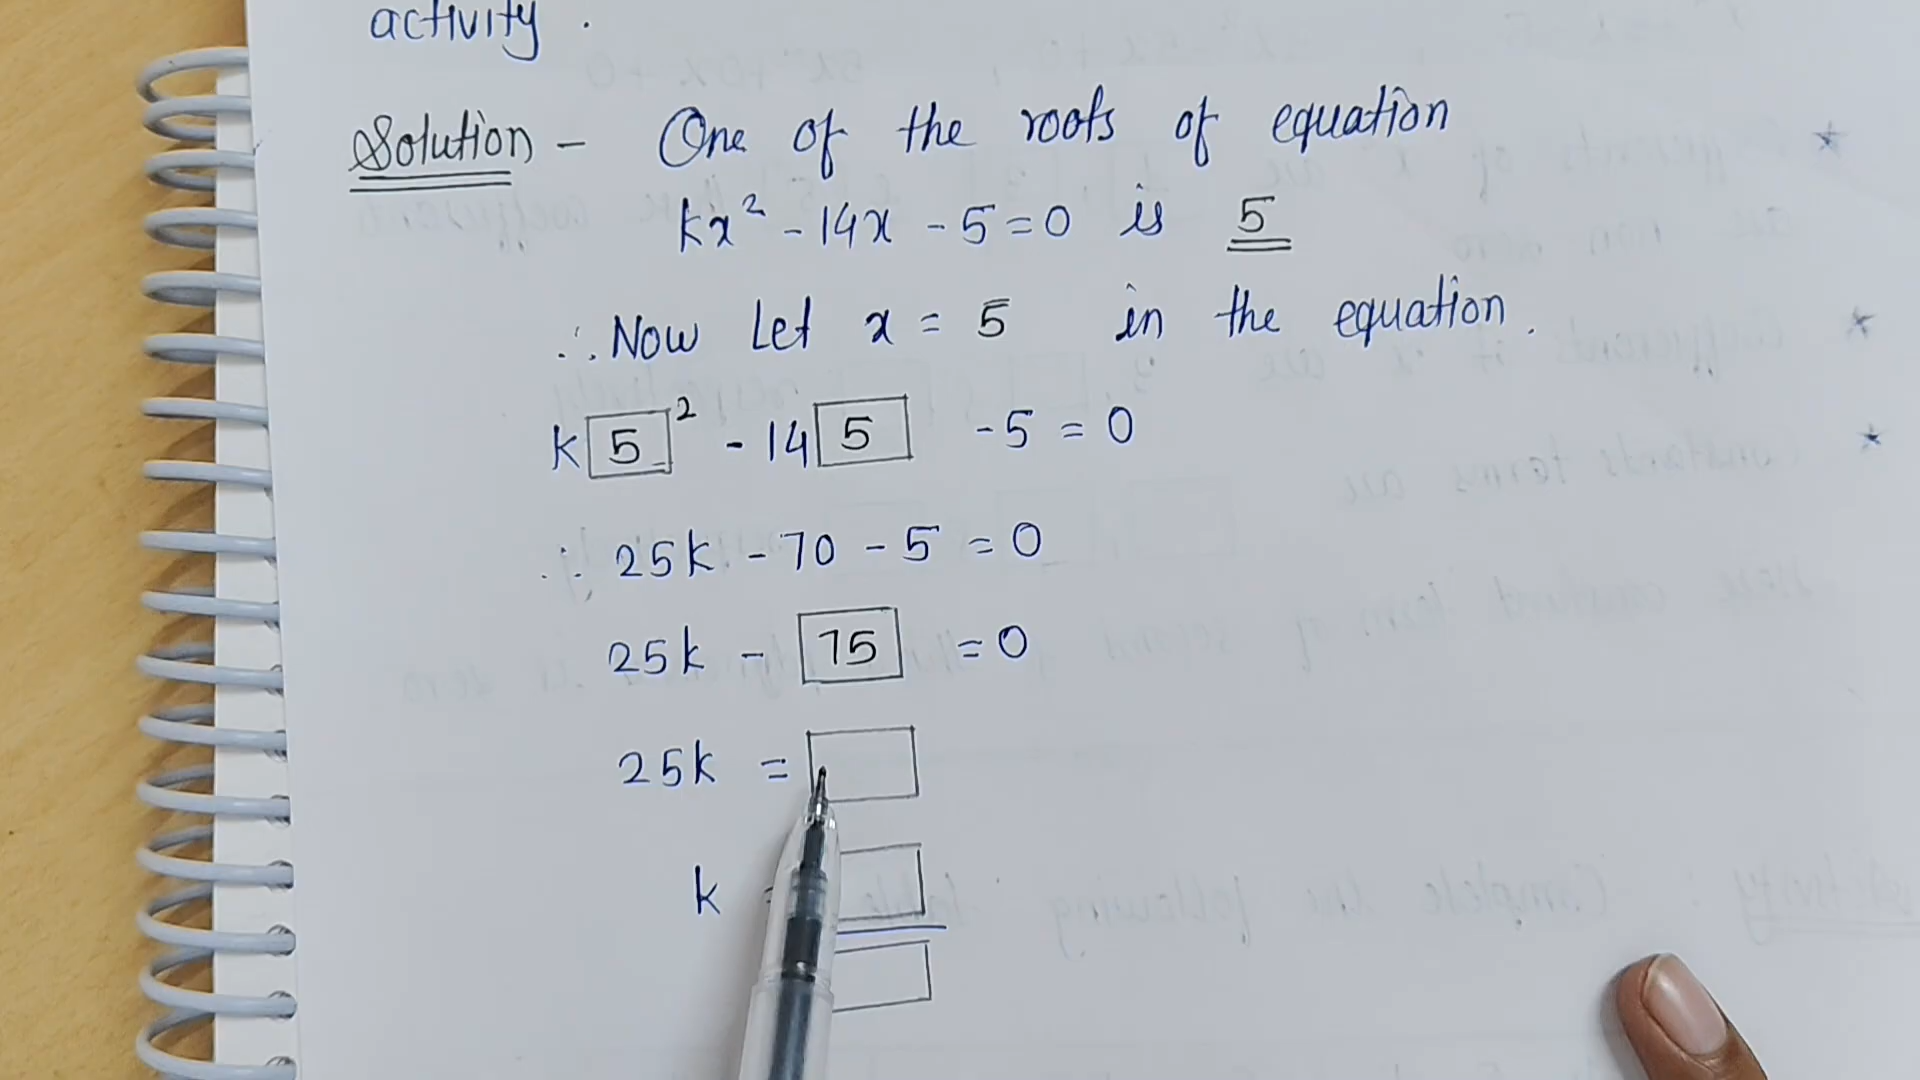 activity .
Solution - One of the roots of equation
kx² - 14x - 5 = 0 is 5
∴ Now Let x = 5 in the equation .
k 5 ² - 14 5 - 5 = 0
∴ 25k - 70 - 5 = 0
25k - 75 = 0
25k =
k =